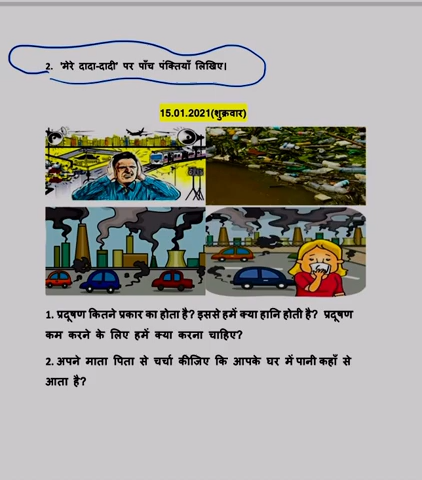 2. 'मेरे दादा-दादी' पर पाँच पंक्तियाँ लिखिए।
15.01.2021(शुक्रवार)
1. प्रदूषण कितने प्रकार का होता है? इससे हमें क्या हानि होती है? प्रदूषण
कम करने के लिए हमें क्या करना चाहिए?
2. अपने माता पिता से चर्चा कीजिए कि आपके घर में पानी कहाँ से
आता है?